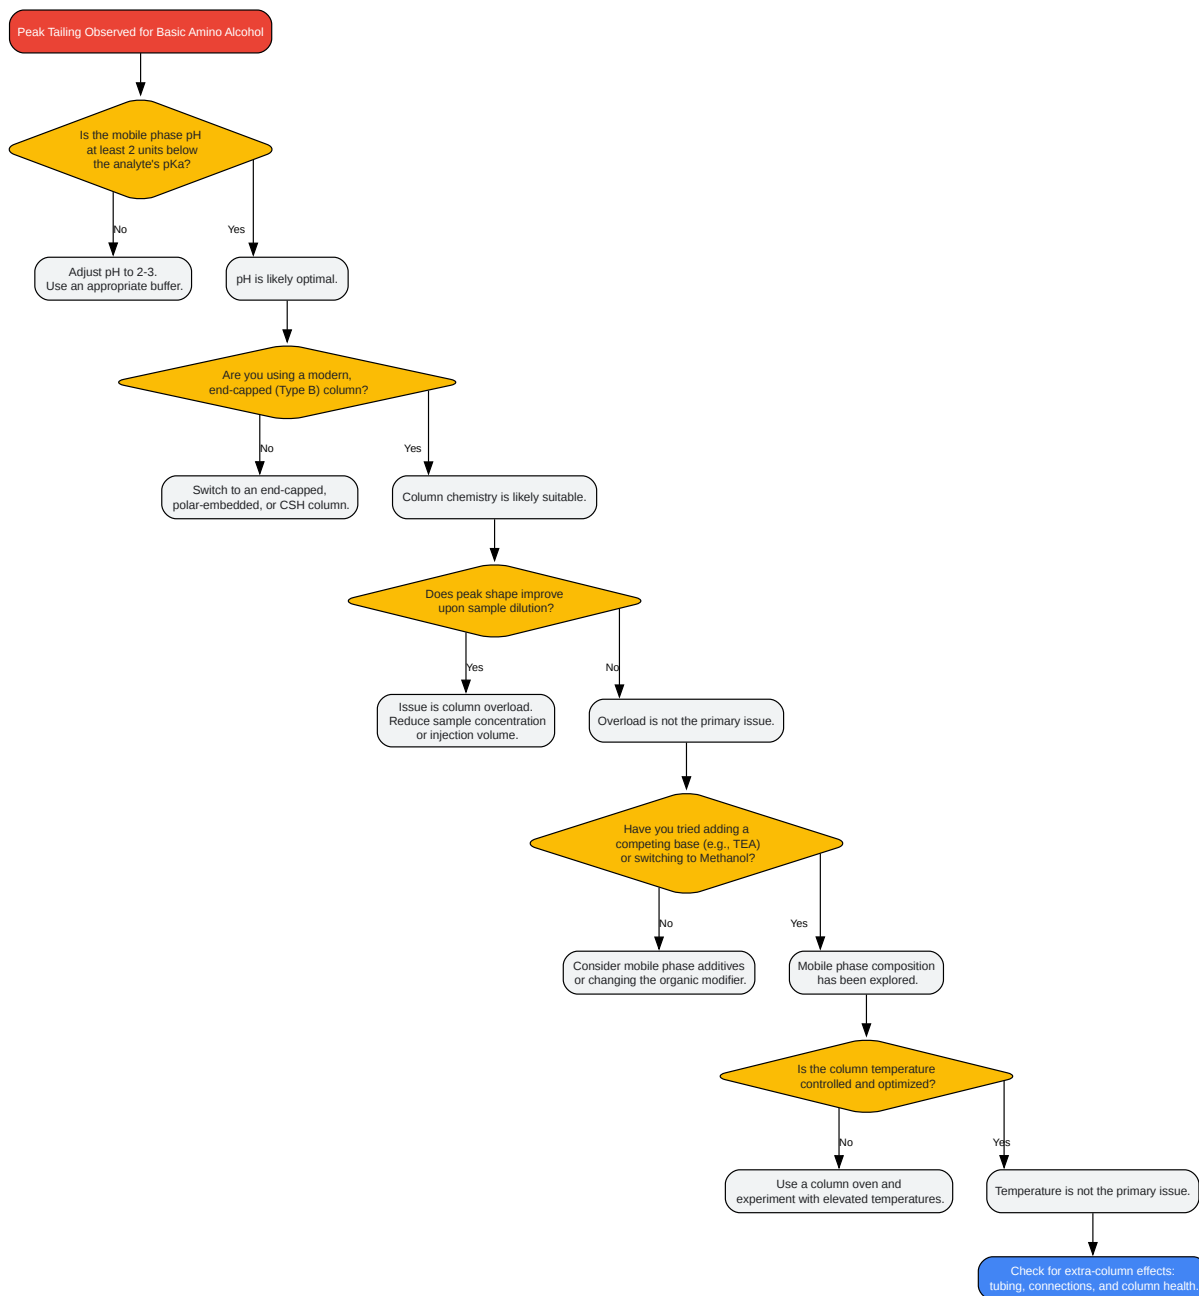 Peak Tailing Observed for Basic Amino Alcohol
Is the mobile phase pH
at least 2 units below
the analyte's pKa?
No
Yes
Adjust pH to 2-3.
Use an appropriate buffer.
pH is likely optimal.
Are you using a modern,
end-capped (Type B) column?
No
Yes
Switch to an end-capped,
polar-embedded, or CSH column.
Column chemistry is likely suitable.
Does peak shape improve
upon sample dilution?
Yes
No
Issue is column overload.
Reduce sample concentration
or injection volume.
Overload is not the primary issue.
Have you tried adding a
competing base (e.g., TEA)
or switching to Methanol?
No
Yes
Consider mobile phase additives
or changing the organic modifier.
Mobile phase composition
has been explored.
Is the column temperature
controlled and optimized?
No
Yes
Use a column oven and
experiment with elevated temperatures.
Temperature is not the primary issue.
Check for extra-column effects:
tubing, connections, and column health.